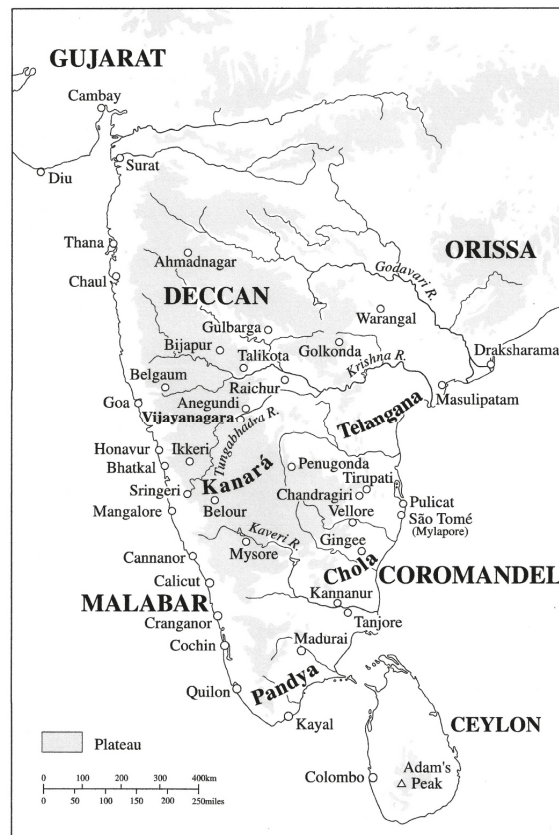 GUJARAT
Cambay
Diu
Surat
Thana
Chaul
Ahmadnagar
ORISSA
Godavari R.
DECCAN
Warangal
Gulbarga
Bijapur
Golkonda
Draksharama
Talikota
Krishna R.
Belgaum
Raichur
Masulipatam
Goa
Anegundi
Vijayanagara
Telangana
Tungabhadra R.
Honavur
Ikkeri
Bhatkal
Kanará
Penugonda
Tirupati
Sringeri
Chandragiri
Pulicat
Mangalore
Belour
Vellore
São Tomé
(Mylapore)
Kaveri R.
Gingee
Mysore
Cannanor
Chola
COROMANDEL
Calicut
Kannanur
MALABAR
Cranganor
Tanjore
Cochin
Madurai
Quilon
Pandya
Kayal
CEYLON
Plateau
Colombo
Adam's
Peak
0 100 200 300 400km
0 50 100 150 200 250miles